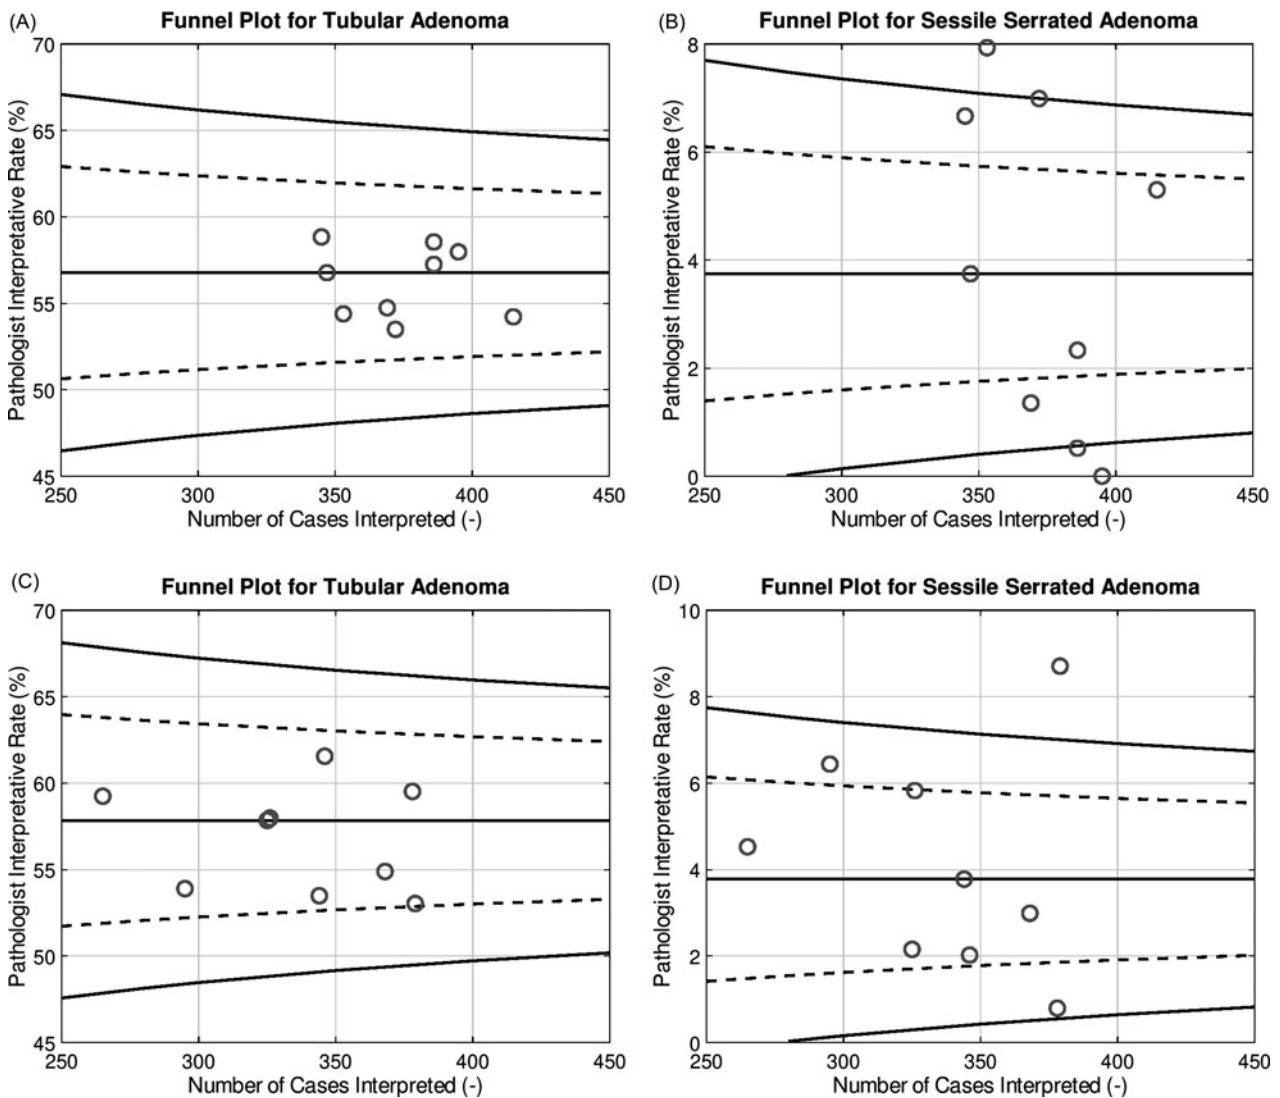 (A) Funnel Plot for Tubular Adenoma
Pathologist Interpretative Rate (%)
70
65
60
55
50
45
250 300 350 400 450
Number of Cases Interpreted (-)
(B) Funnel Plot for Sessile Serrated Adenoma
Pathologist Interpretative Rate (%)
8
6
4
2
0
250 300 350 400 450
Number of Cases Interpreted (-)
(C) Funnel Plot for Tubular Adenoma
Pathologist Interpretative Rate (%)
70
65
60
55
50
45
250 300 350 400 450
Number of Cases Interpreted (-)
(D) Funnel Plot for Sessile Serrated Adenoma
Pathologist Interpretative Rate (%)
10
8
6
4
2
0
250 300 350 400 450
Number of Cases Interpreted (-)